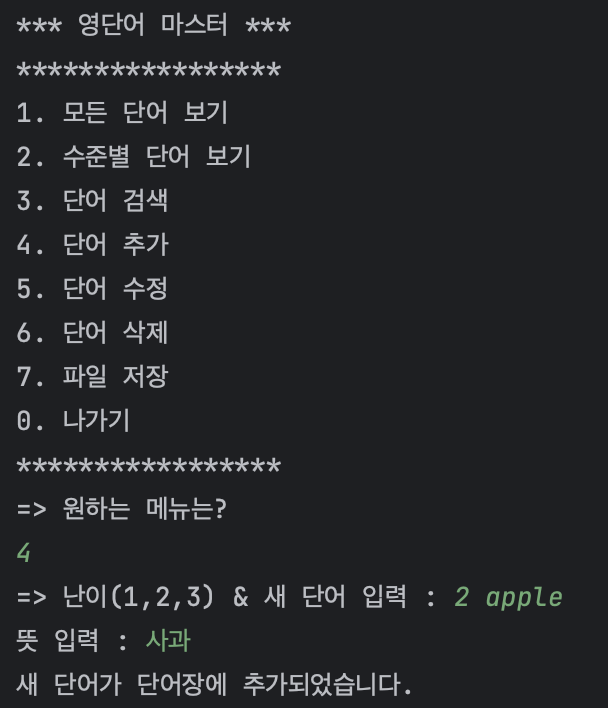 *** 영단어 마스터 ***
*****************
1. 모든 단어 보기
2. 수준별 단어 보기
3. 단어 검색
4. 단어 추가
5. 단어 수정
6. 단어 삭제
7. 파일 저장
0. 나가기
*****************
=> 원하는 메뉴는?
4
=> 난이(1,2,3) & 새 단어 입력 : 2 apple
뜻 입력 : 사과
새 단어가 단어장에 추가되었습니다.